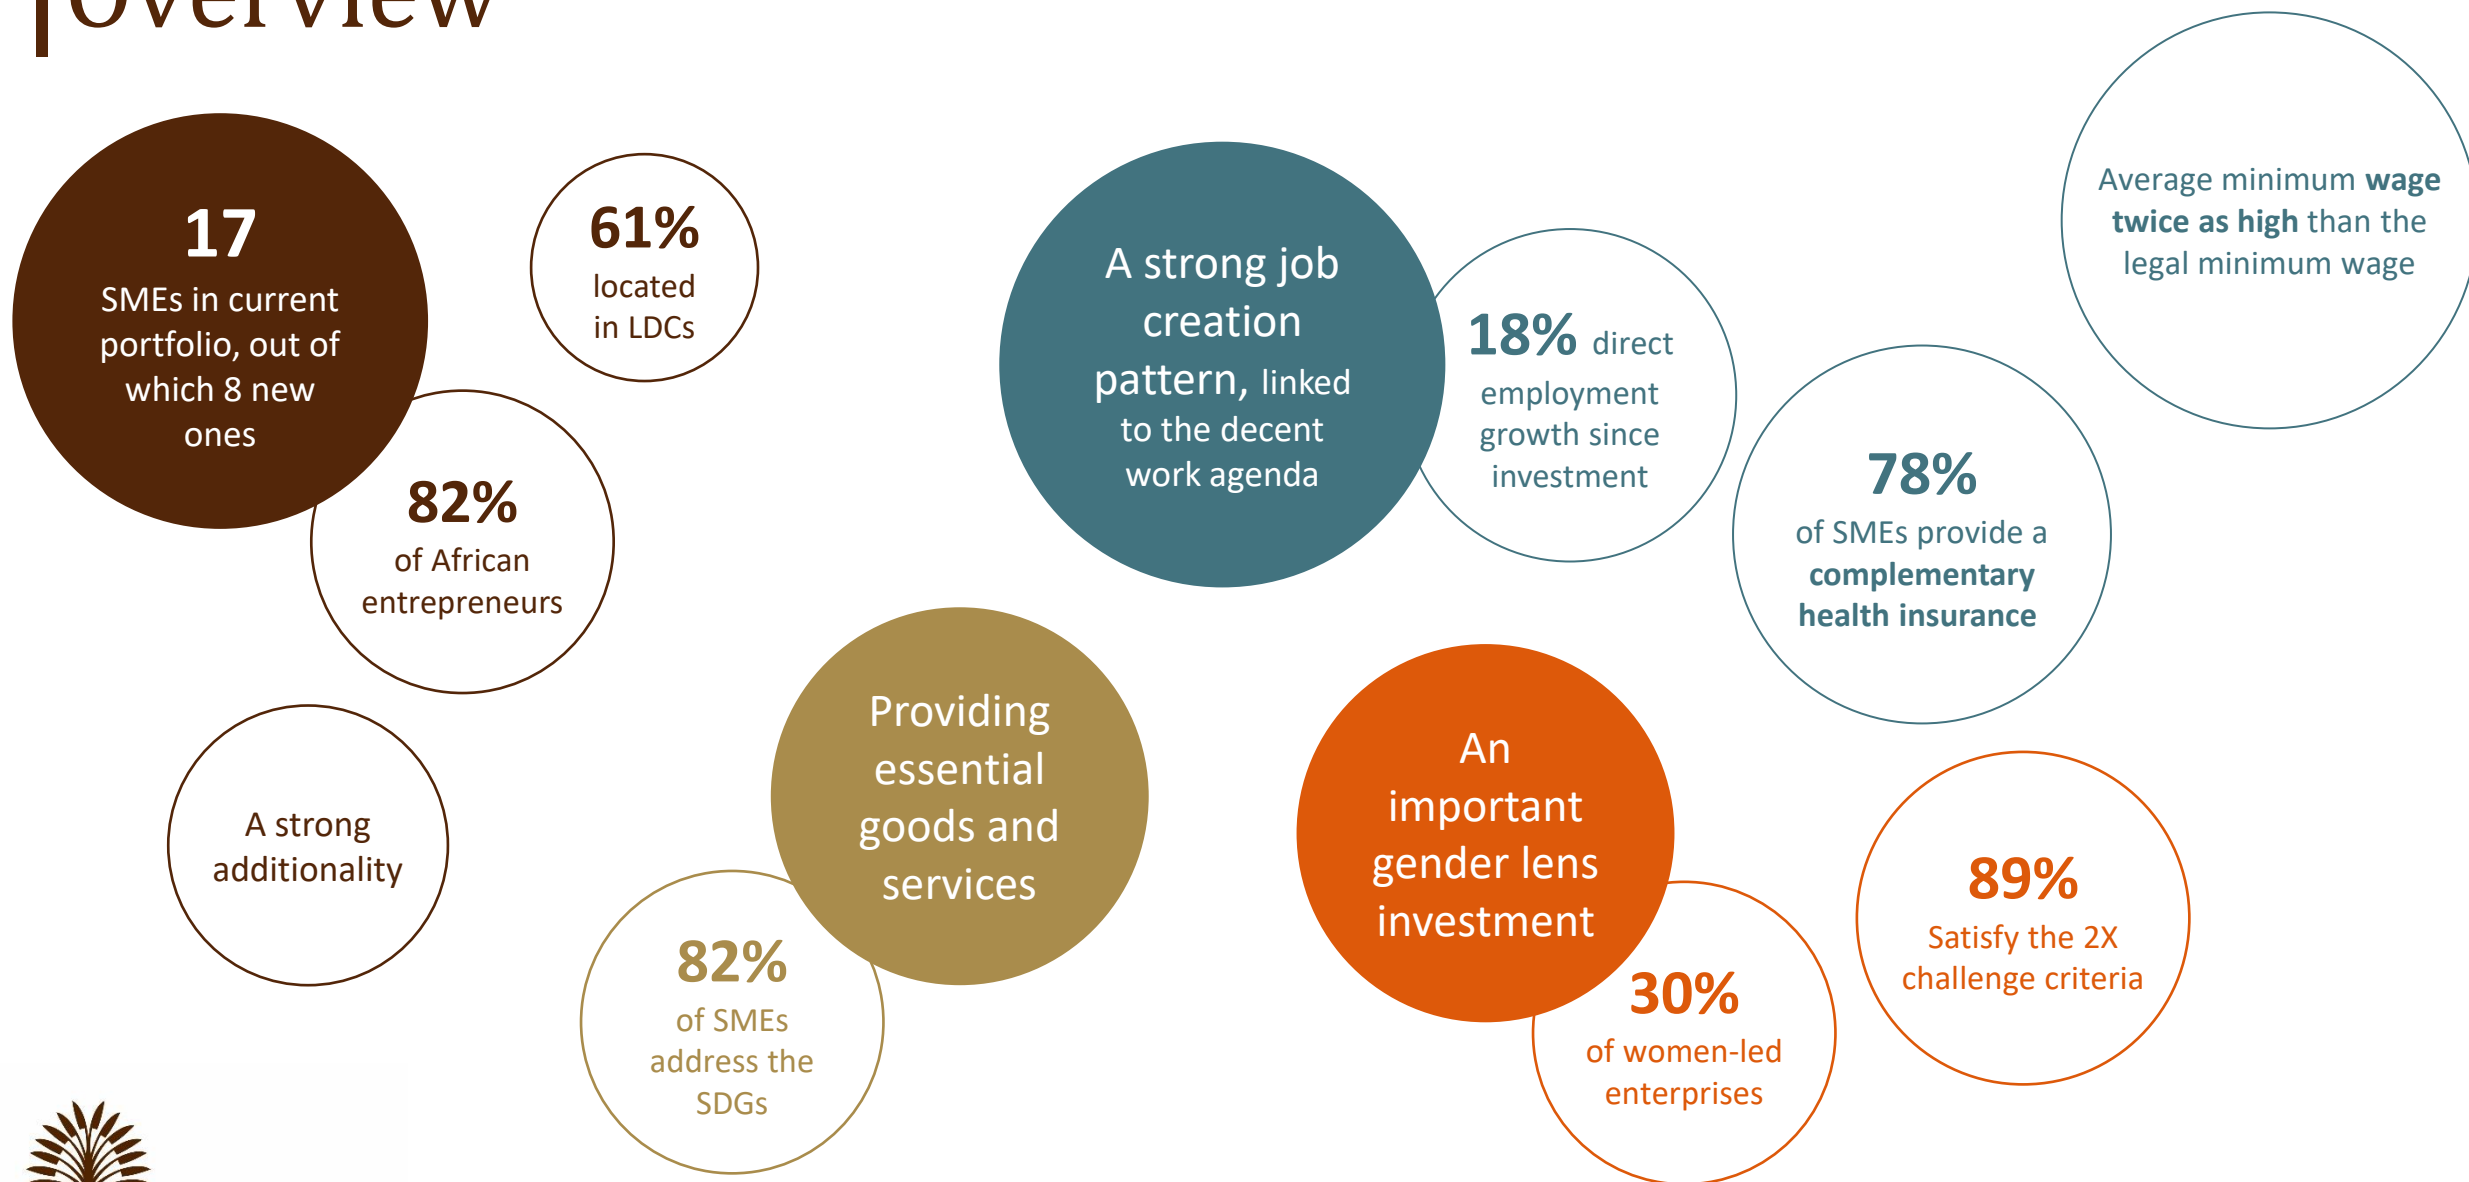 overview
17
SMEs in current
portfolio, out of
which 8 new
ones
61%
located
in LDCs
82%
of African
entrepreneurs
A strong
additionality
Providing
essential
goods and
services
82%
of SMEs
address the
SDGs
A strong job
creation
pattern, linked
to the decent
work agenda
18% direct
employment
growth since
investment
78%
of SMEs provide a
complementary
health insurance
Average minimum wage
twice as high than the
legal minimum wage
An
important
gender lens
investment
30%
of women-led
enterprises
89%
Satisfy the 2X
challenge criteria